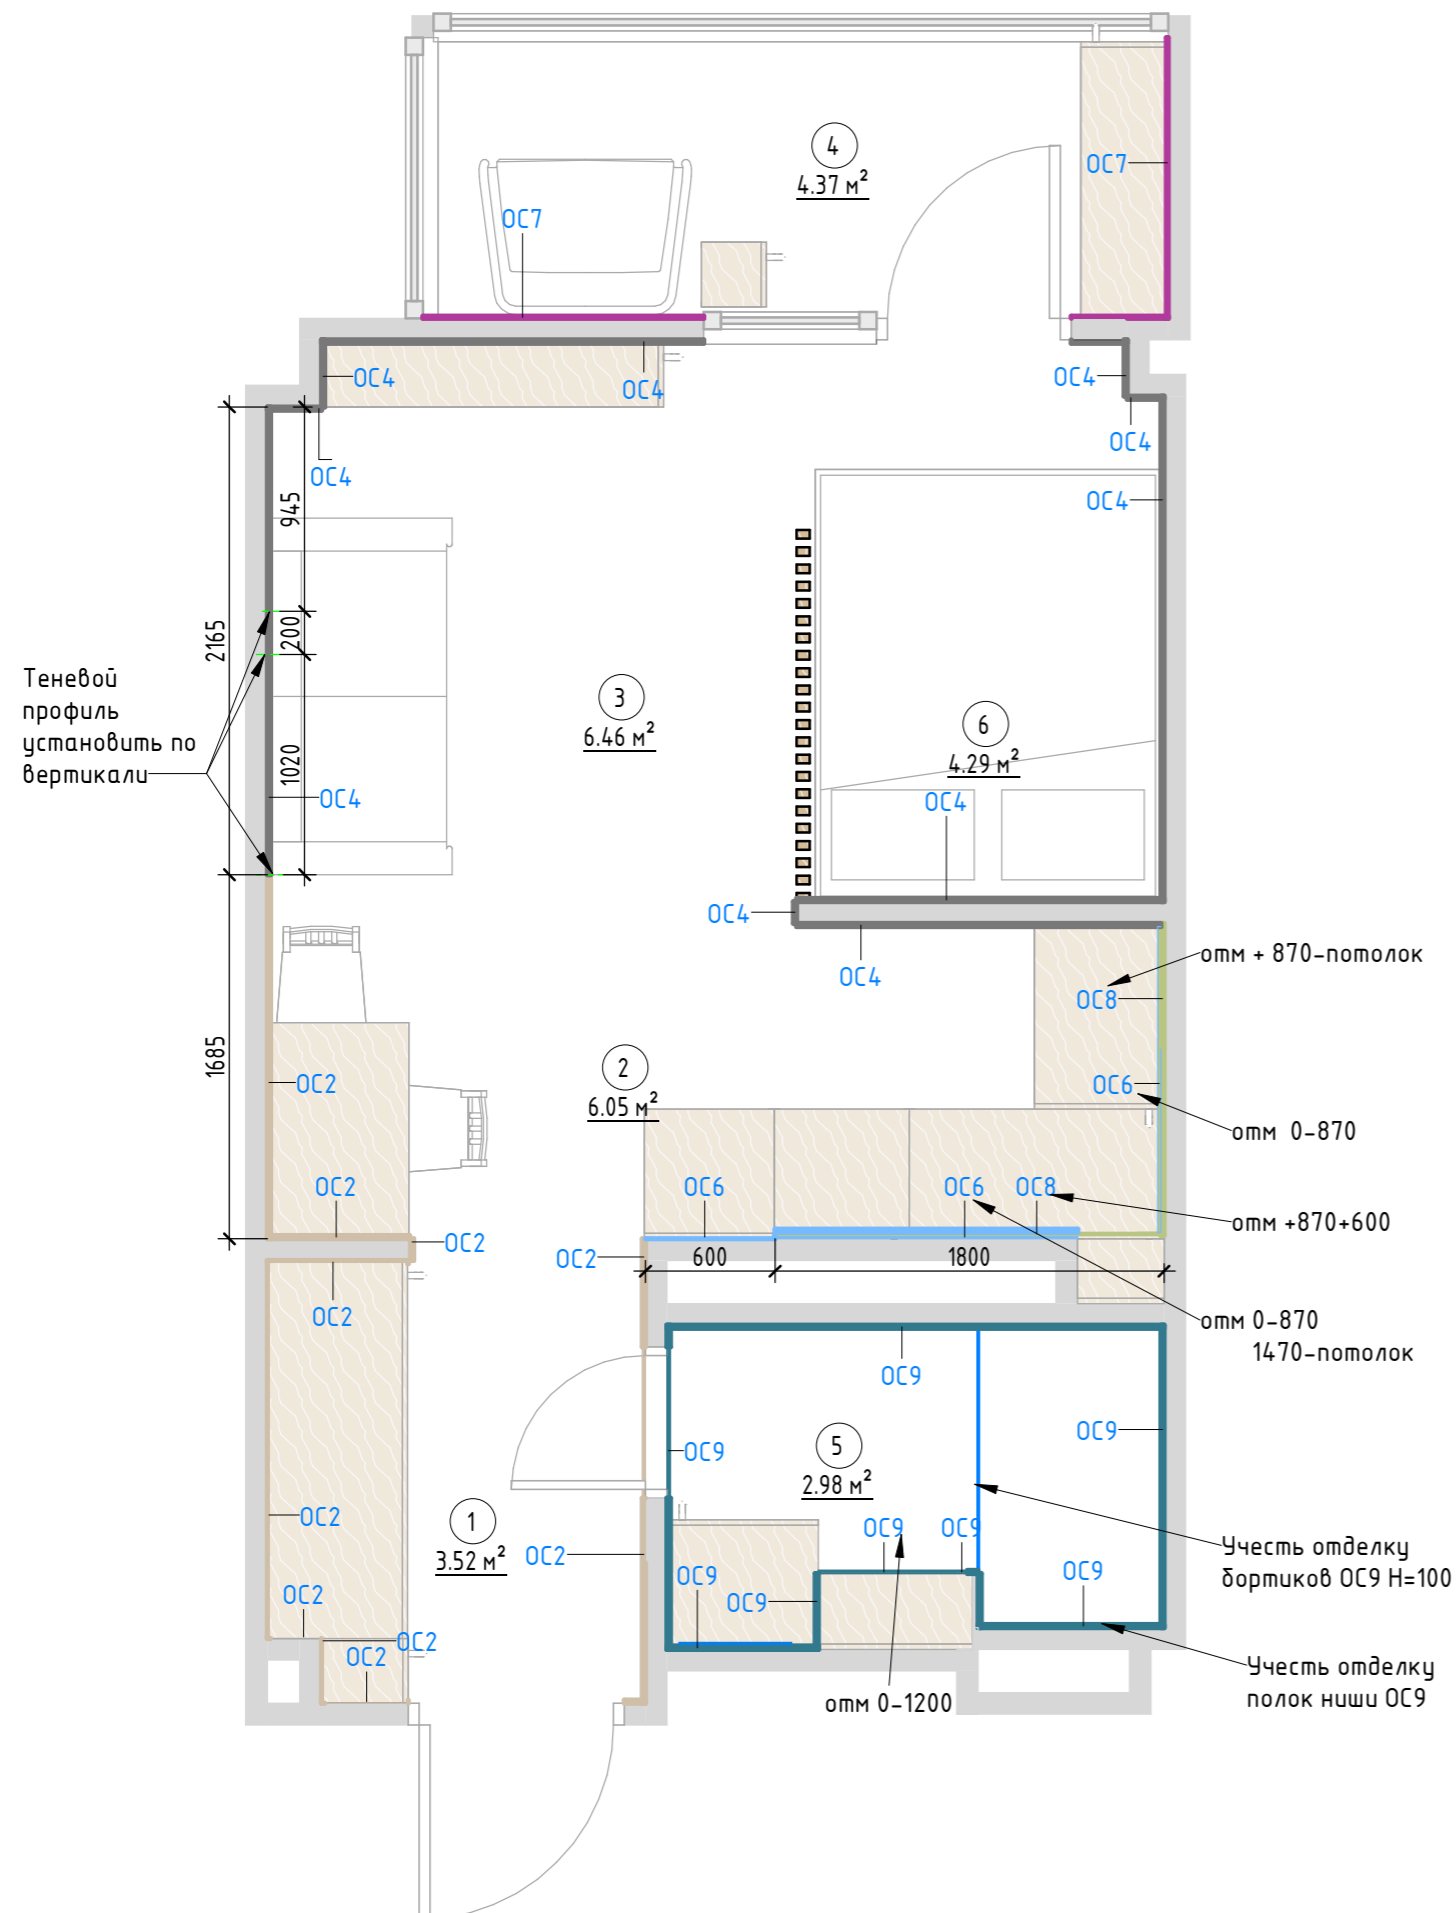 4
4.37 м²
ОС7
ОС7
ОС4
ОС4
ОС4
ОС4
ОС4
ОС4
945
200
2165
1020
Теневой
профиль
установить по
вертикали
3
6.46 м²
6
4.29 м²
ОС4
ОС4
ОС4
ОС4
отм + 870-потолок
ОС8
1685
ОС2
2
6.05 м²
ОС6
отм 0-870
ОС2
ОС6
ОС6
ОС8
отм +870+600
ОС2
ОС2
600
1800
ОС2
отм 0-870
1470-потолок
ОС9
ОС9
ОС9
5
2.98 м²
ОС2
1
3.52 м²
ОС2
ОС9
ОС9
Учесть отделку
бортиков ОС9 Н=100
ОС2
ОС9
ОС9
ОС9
ОС2
ОС2
Учесть отделку
полок ниши ОС9
отм 0-1200